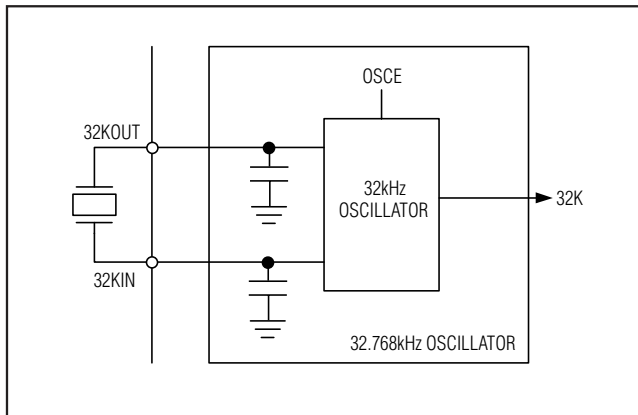 OSCE
32KOUT
32kHz
OSCILLATOR
32K
32KIN
32.768kHz OSCILLATOR